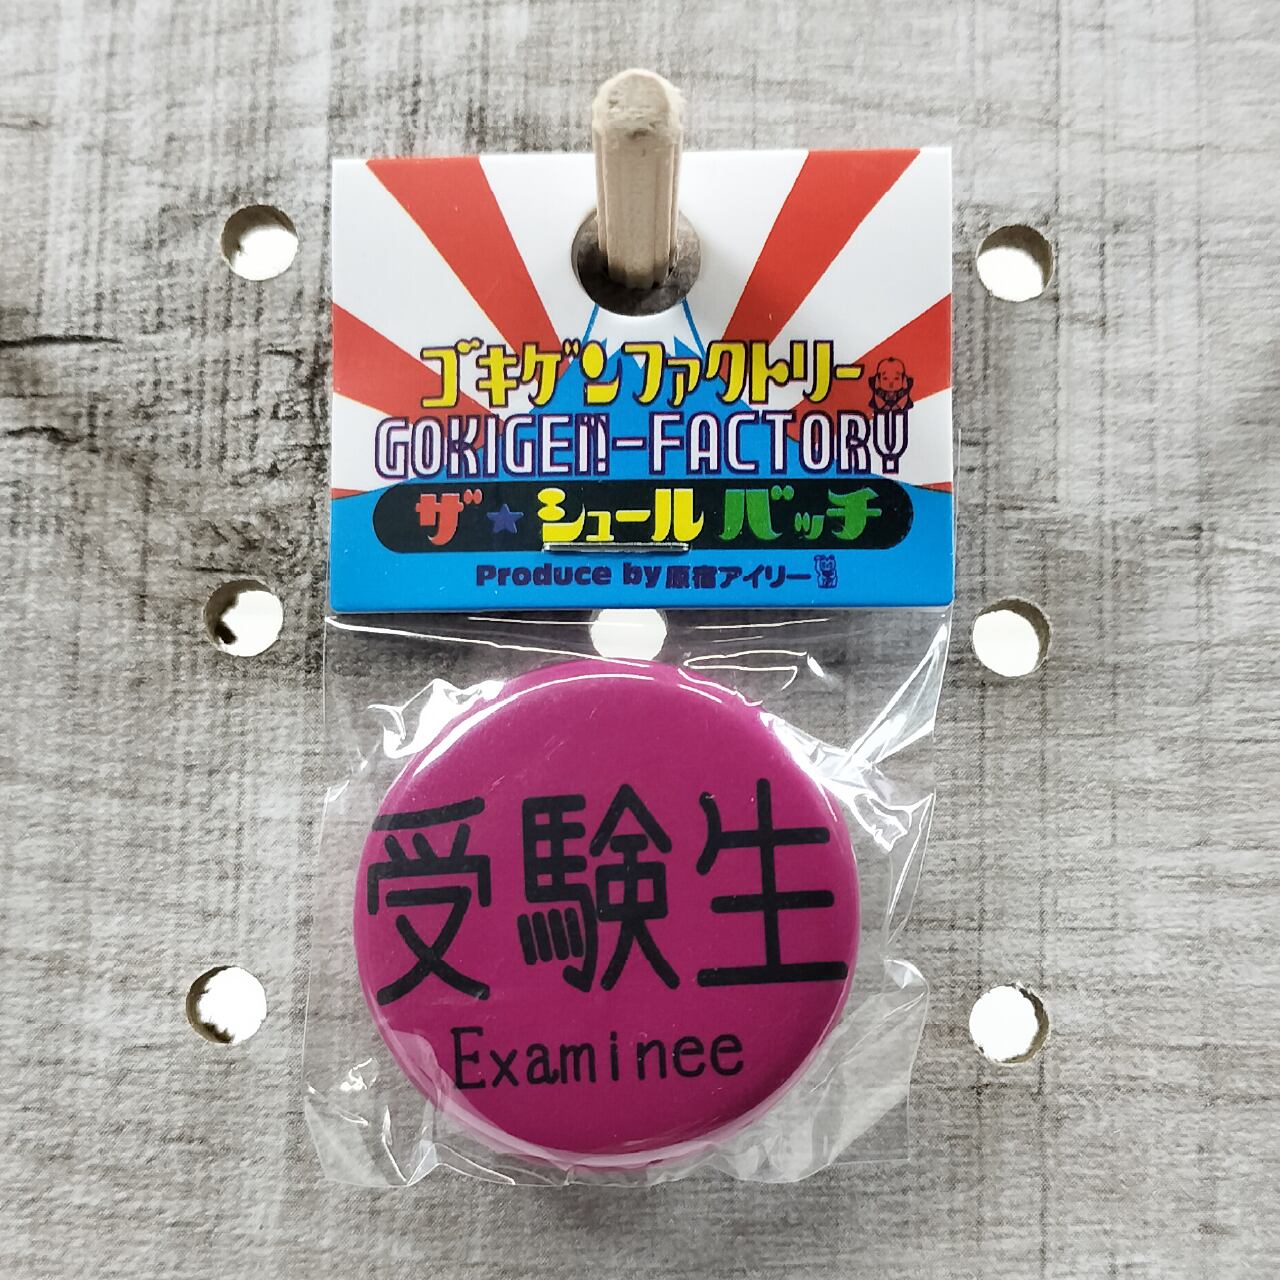 ゴキゲンファクトリー
GOKIGEN!-FACTORY
ザ★シュールバッチ
Produce by 原宿アイリー
受験生
Examinee